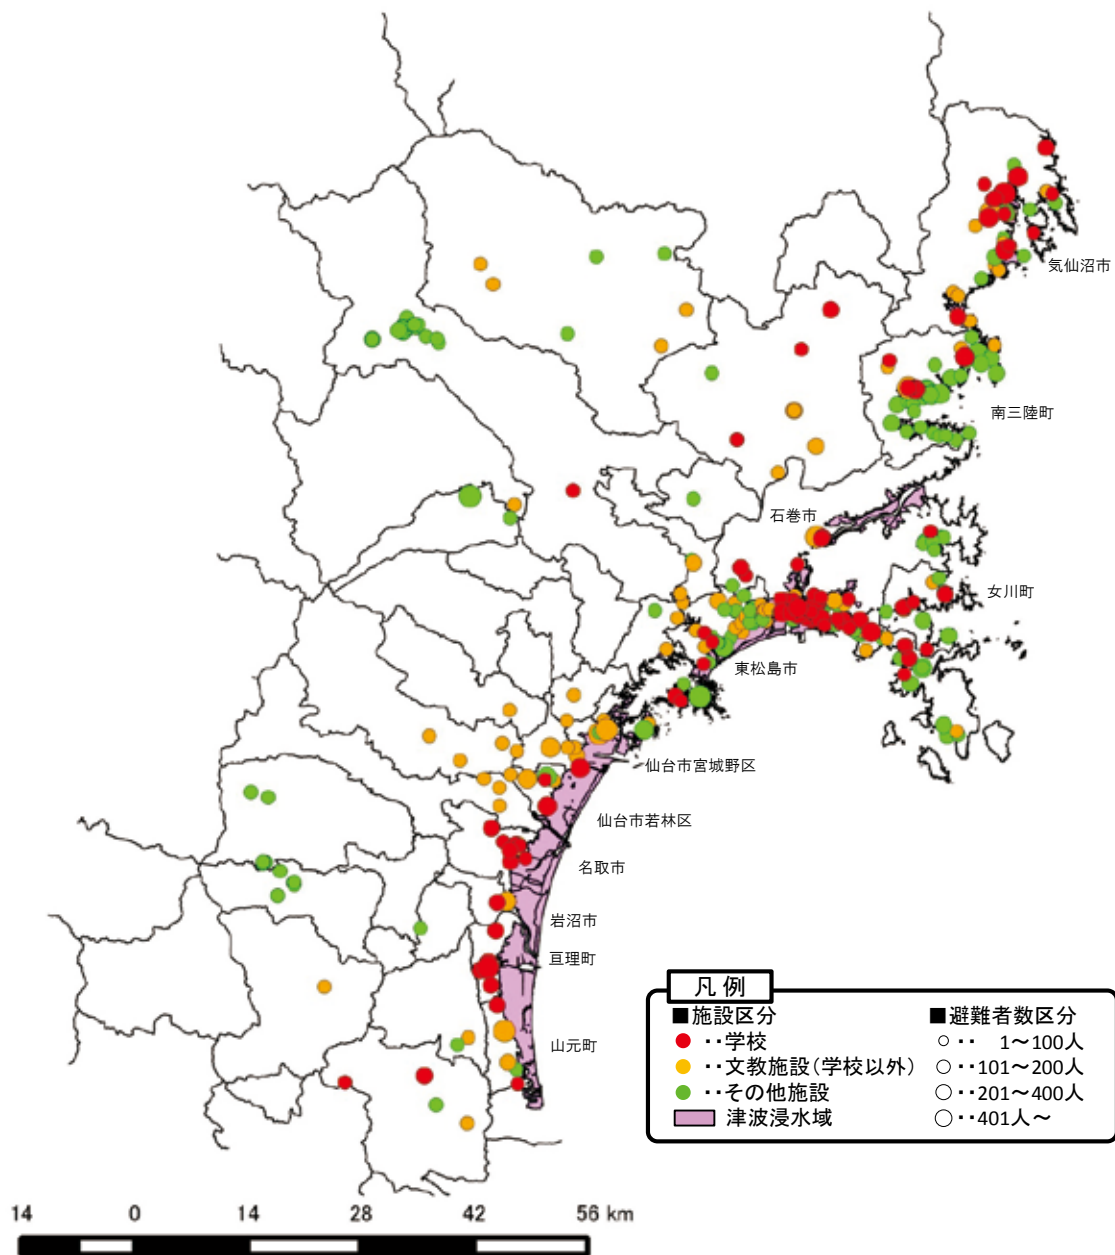 気仙沼市
南三陸町
石巻市
女川町
東松島市
仙台市宮城野区
仙台市若林区
名取市
岩沼市
亘理町
山元町
凡例
■施設区分
●‥学校
●‥文教施設(学校以外)
●‥その他施設
津波浸水域
■避難者数区分
○‥ 1～100人
○‥101～200人
○‥201～400人
○‥401人～
14 0 14 28 42 56 km